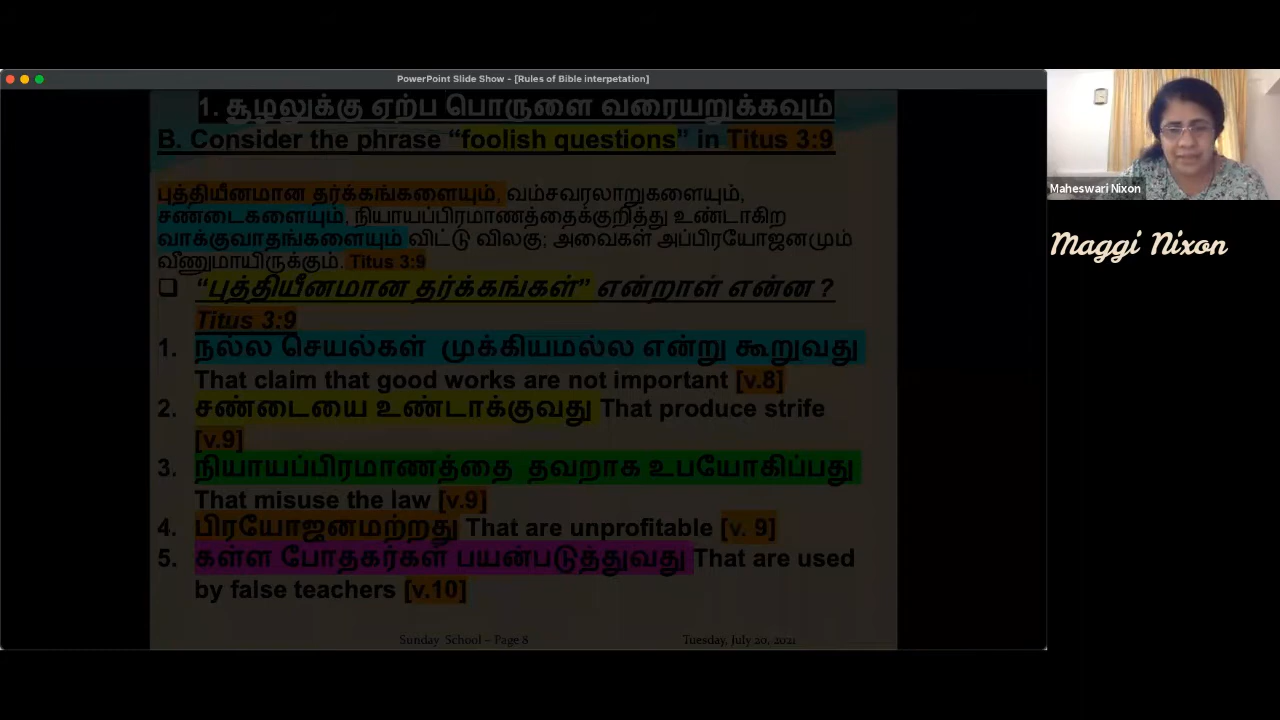 PowerPoint Slide Show - [Rules of Bible interpetation]
1. சூழலுக்கு ஏற்ப பொருளை வரையறுக்கவும்
B. Consider the phrase “foolish questions” in Titus 3:9
புத்தியீனமான தர்க்கங்களையும், வம்சவரலாறுகளையும்,
சண்டைகளையும், நியாயப்பிரமாணத்தைக்குறித்து உண்டாகிற
வாக்குவாதங்களையும் விட்டு விலகு; அவைகள் அப்பிரயோஜனமும்
வீணுமாயிருக்கும். Titus 3:9
❑ “புத்தியீனமான தர்க்கங்கள்” என்றாள் என்ன ?
Titus 3:9
1. நல்ல செயல்கள் முக்கியமல்ல என்று கூறுவது
That claim that good works are not important [v.8]
2. சண்டையை உண்டாக்குவது That produce strife
[v.9]
3. நியாயப்பிரமாணத்தை தவறாக உபயோகிப்பது
That misuse the law [v.9]
4. பிரயோஜனமற்றது That are unprofitable [v. 9]
5. கள்ள போதகர்கள் பயன்படுத்துவது That are used
by false teachers [v.10]
Sunday School – Page 8 Tuesday, July 20, 2021
Maheswari Nixon
Maggi Nixon